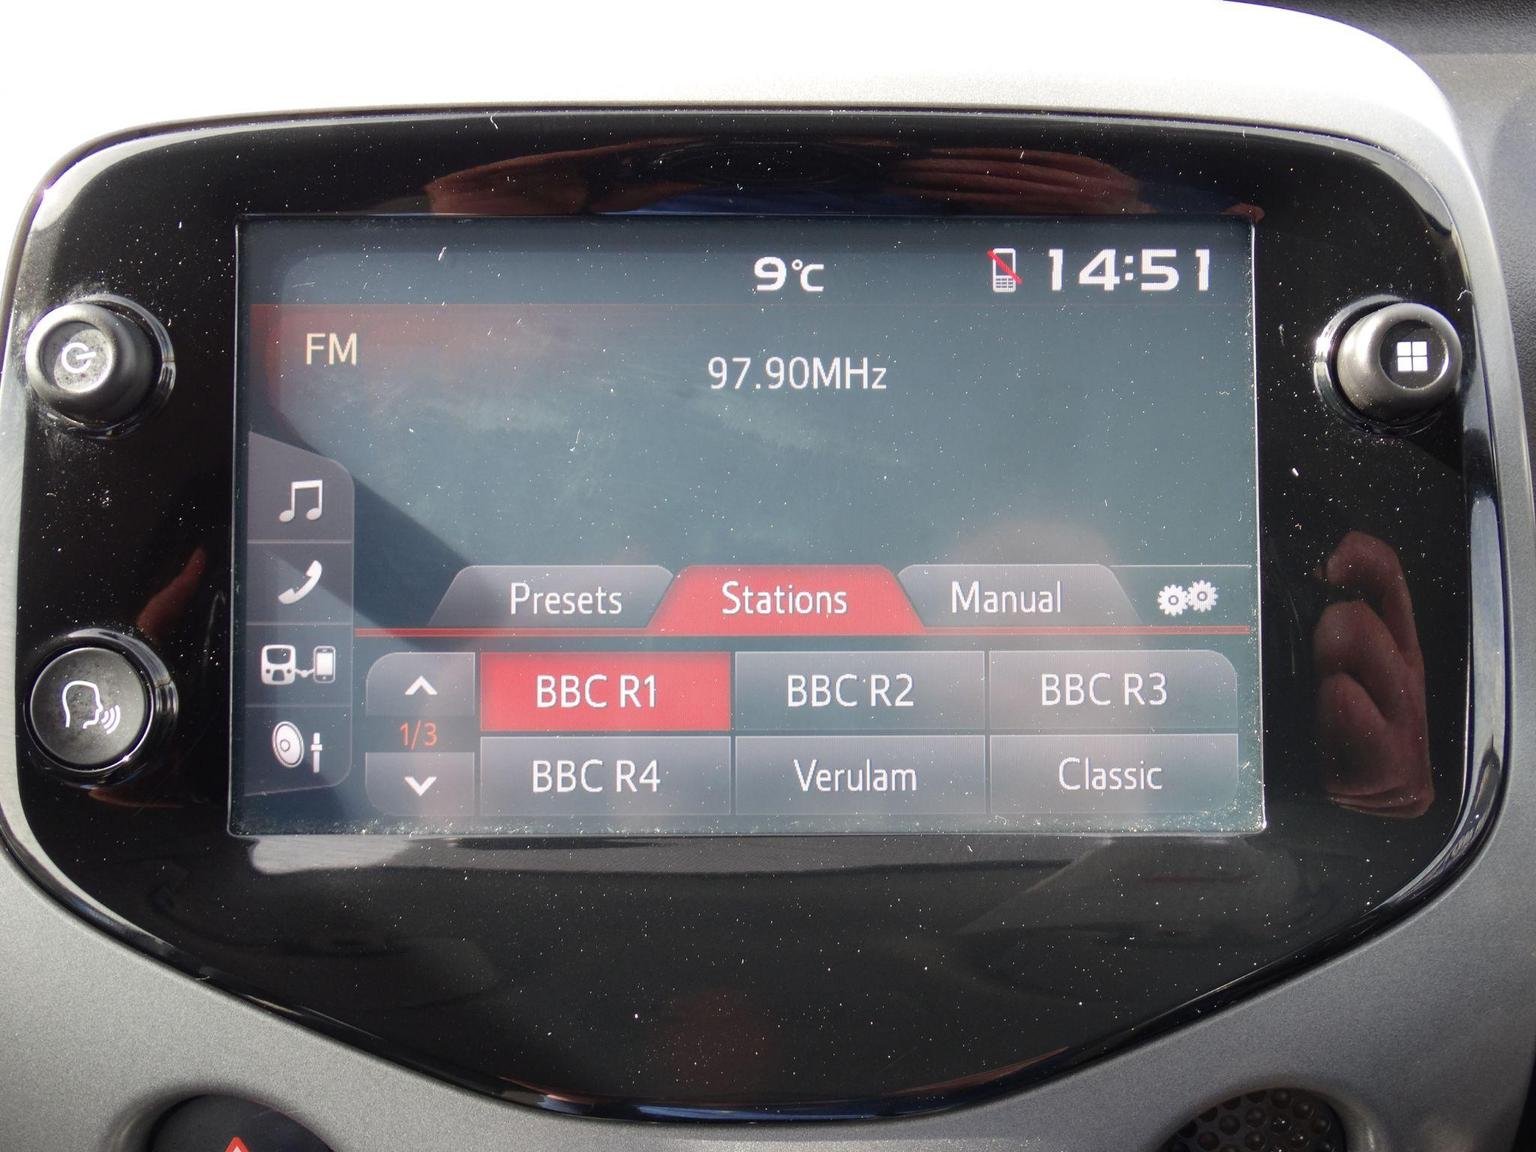 9°C 14:51
FM
97.90MHz
Presets Stations Manual
BBC R1 BBC R2 BBC R3
1/3
BBC R4 Verulam Classic